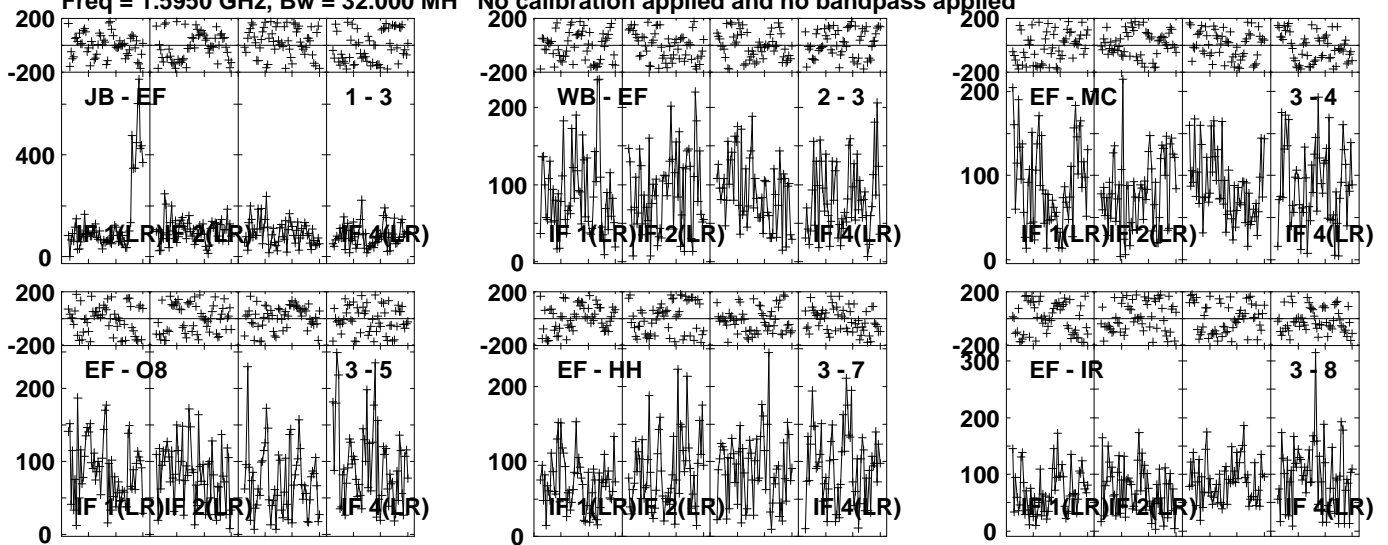 Freq = 1.5950 GHz, Bw = 32.000 MH No calibration applied and no bandpass applied
200
-200
JB - EF
1 - 3
400
0
IF 1(LR)
IF 2(LR)
IF 4(LR)
200
-200
WB - EF
2 - 3
200
100
0
IF 1(LR)
IF 2(LR)
IF 4(LR)
200
-200
EF - MC
3 - 4
200
100
0
IF 1(LR)
IF 2(LR)
IF 4(LR)
200
-200
EF - O8
3 - 5
200
100
0
IF 1(LR)
IF 2(LR)
IF 4(LR)
200
-200
EF - HH
3 - 7
200
100
0
IF 1(LR)
IF 2(LR)
IF 4(LR)
200
-200
EF - IR
3 - 8
300
200
100
0
IF 1(LR)
IF 2(LR)
IF 4(LR)